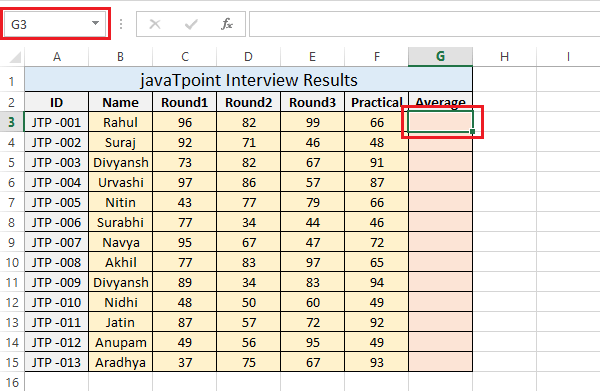 G3 fx
A B C D E F G H I
1 javaTpoint Interview Results
2 ID Name Round1 Round2 Round3 Practical Average
3 JTP -001 Rahul 96 82 99 66
4 JTP -002 Suraj 92 71 46 48
5 JTP -003 Divyansh 73 82 67 91
6 JTP -004 Urvashi 97 86 57 87
7 JTP -005 Nitin 43 77 79 66
8 JTP -006 Surabhi 77 34 44 46
9 JTP -007 Navya 95 67 47 72
10 JTP -008 Akhil 77 83 97 65
11 JTP -009 Divyansh 89 34 83 94
12 JTP -010 Nidhi 48 50 60 49
13 JTP -011 Jatin 87 57 72 92
14 JTP -012 Anupam 49 56 95 49
15 JTP -013 Aradhya 37 75 67 93
16